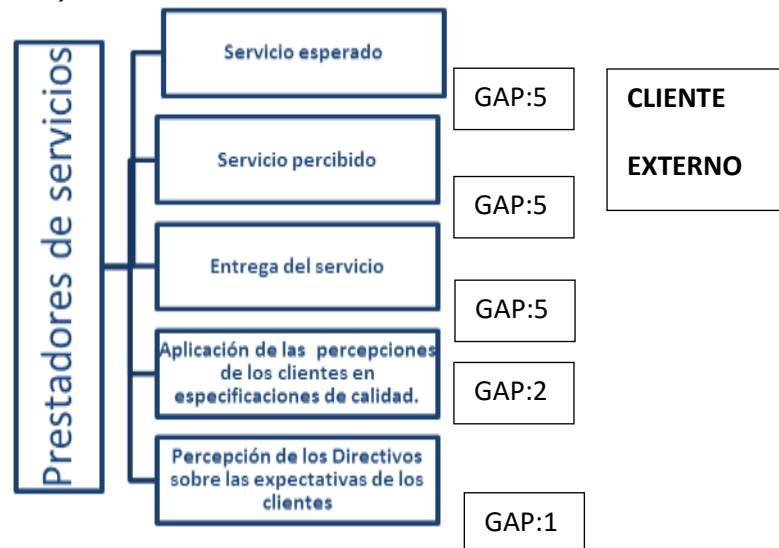 Prestadores de servicios
Servicio esperado
GAP:5
CLIENTE
EXTERNO
Servicio percibido
GAP:5
Entrega del servicio
GAP:5
Aplicación de las percepciones
de los clientes en
especificaciones de calidad.
GAP:2
Percepción de los Directivos
sobre las expectativas de los
clientes
GAP:1